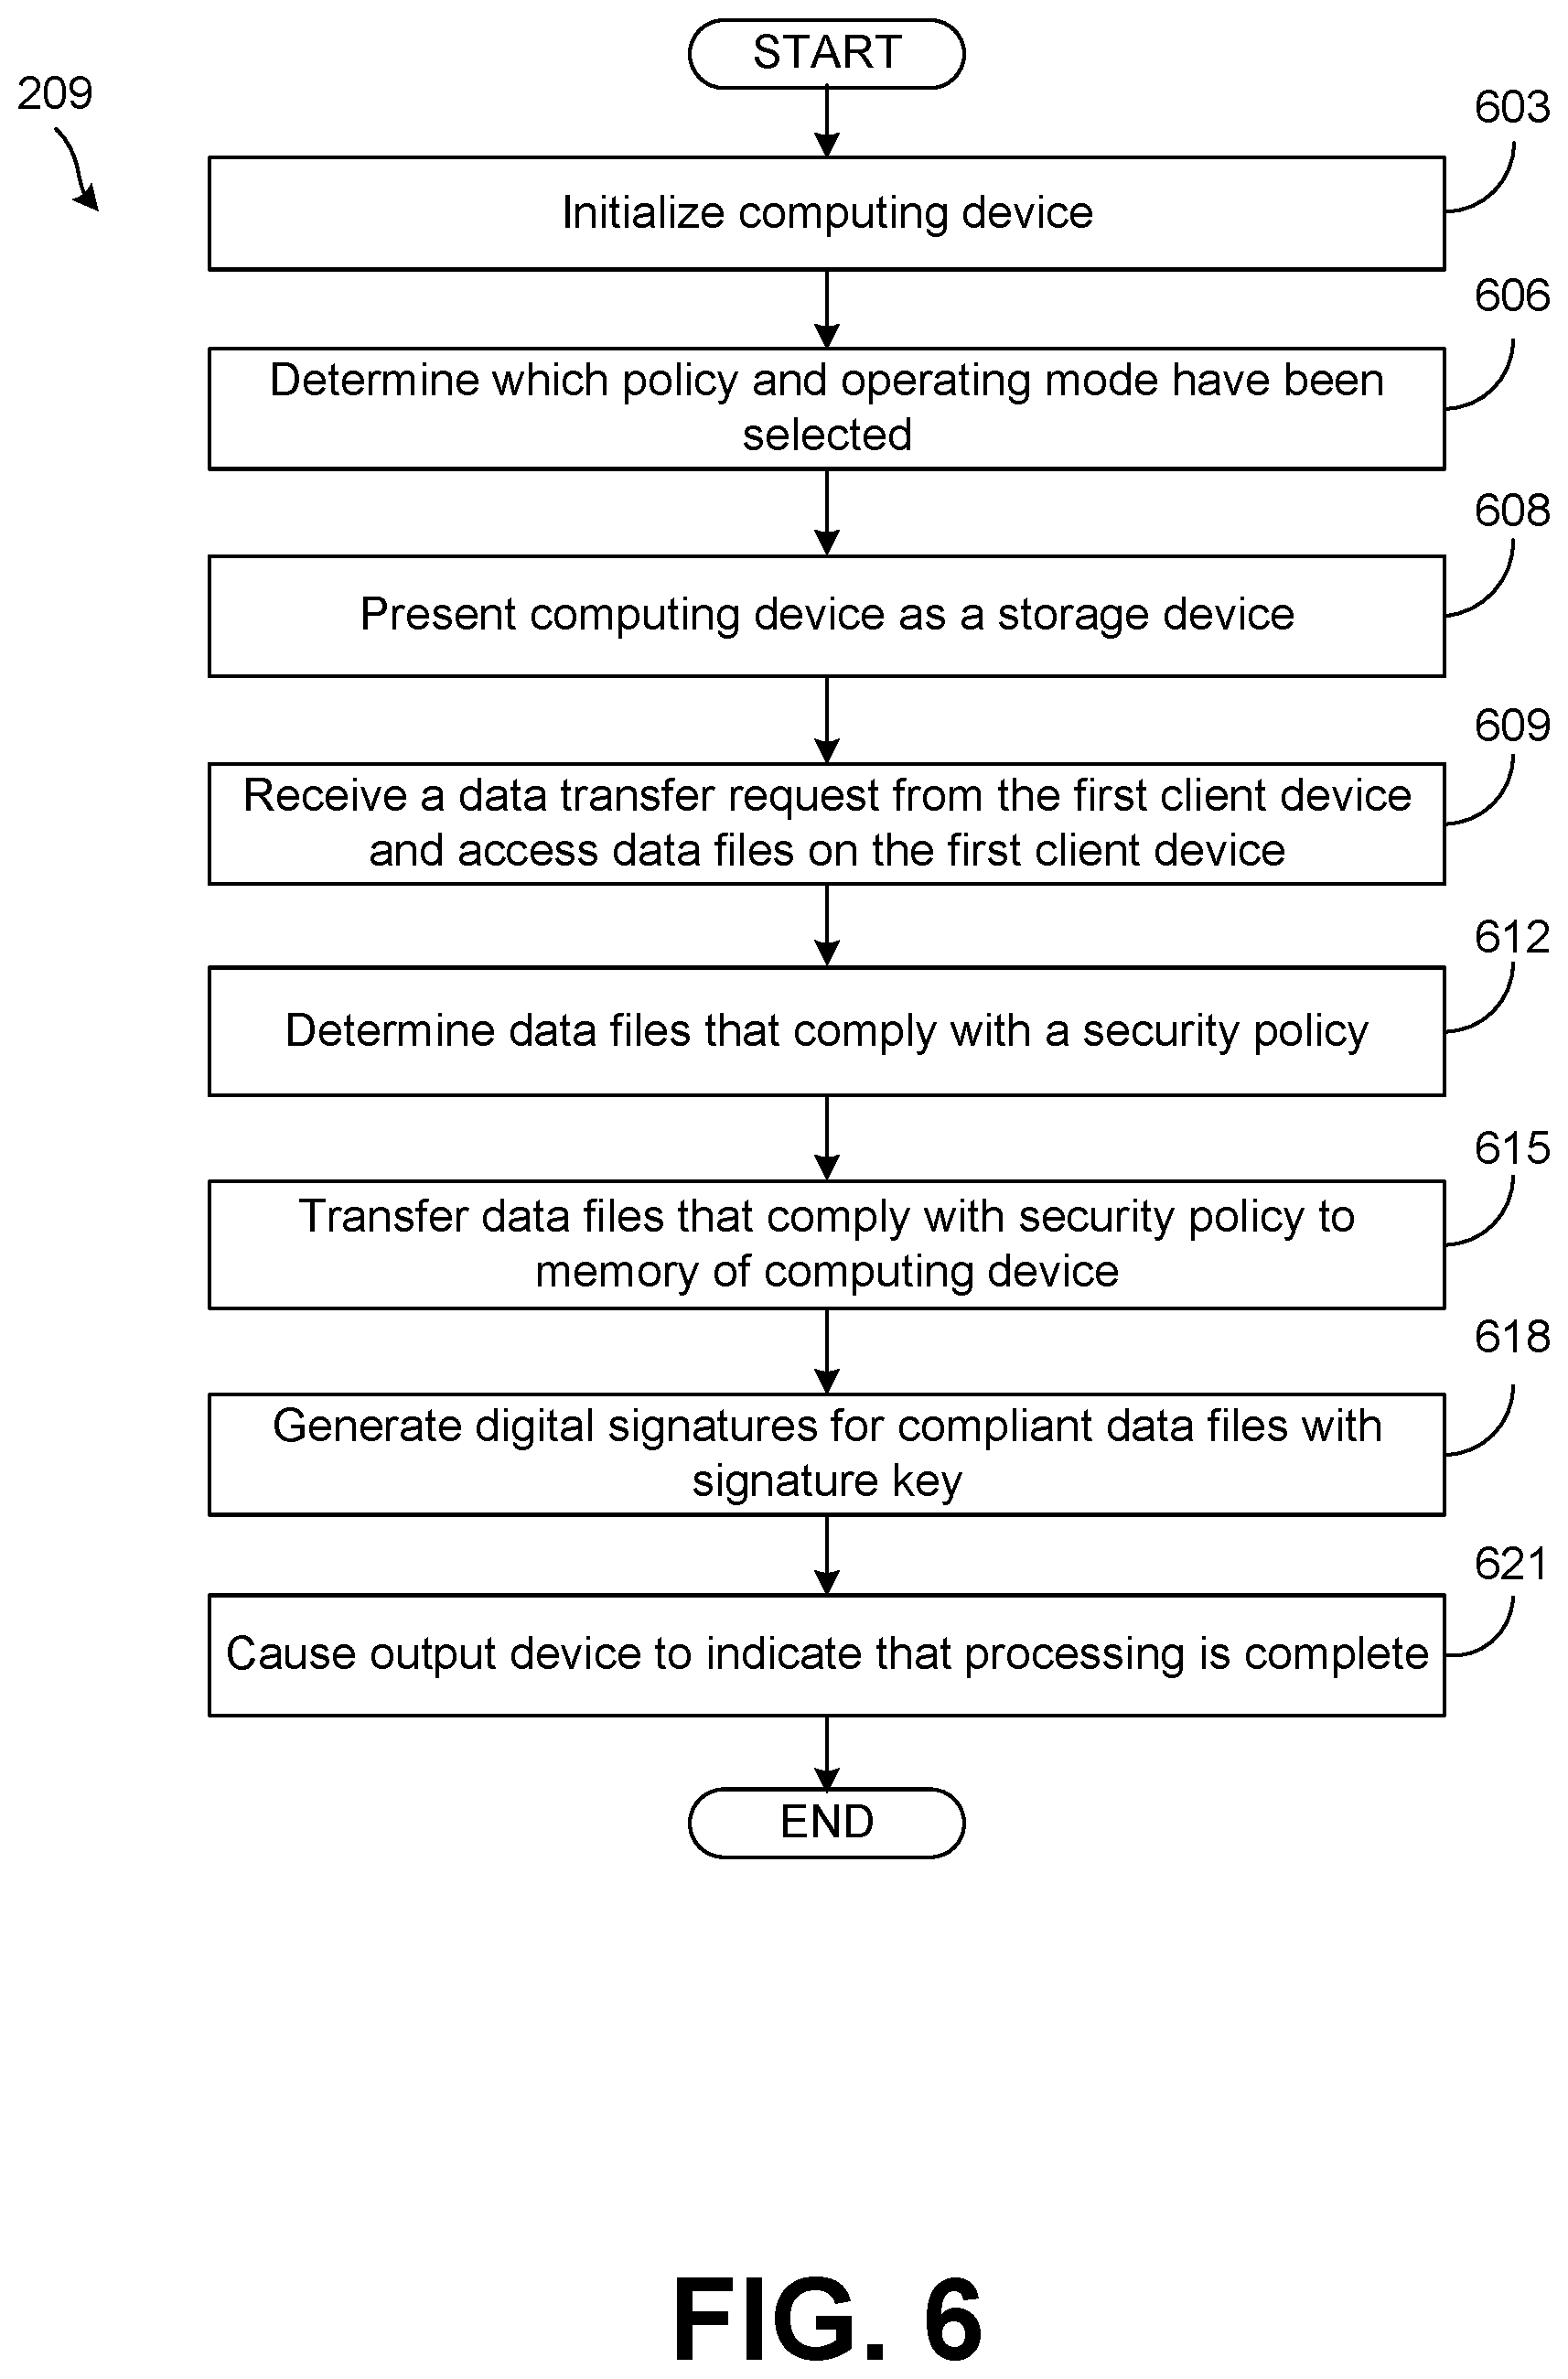 START
209
603
Initialize computing device
606
Determine which policy and operating mode have been
selected
608
Present computing device as a storage device
609
Receive a data transfer request from the first client device
and access data files on the first client device
612
Determine data files that comply with a security policy
615
Transfer data files that comply with security policy to
memory of computing device
618
Generate digital signatures for compliant data files with
signature key
621
Cause output device to indicate that processing is complete
END
FIG. 6